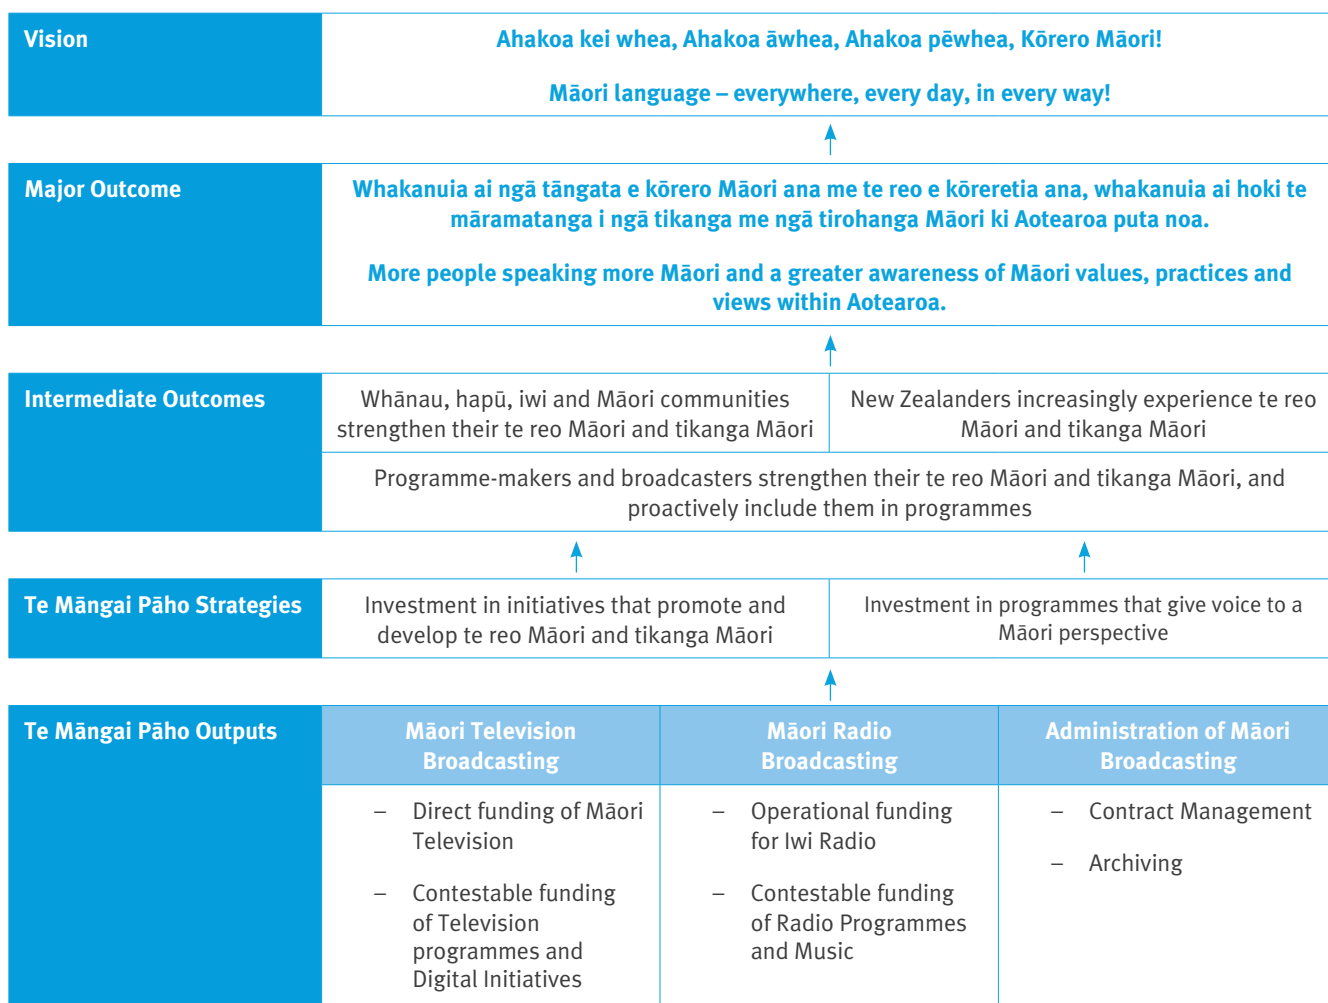 Vision
Ahakoa kei whea, Ahakoa āwhea, Ahakoa pēwhea, Kōrero Māori!
Māori language – everywhere, every day, in every way!
Major Outcome
Whakanuia ai ngā tāngata e kōrero Māori ana me te reo e kōreretia ana, whakanuia ai hoki te
māramatanga i ngā tikanga me ngā tirohanga Māori ki Aotearoa puta noa.
More people speaking more Māori and a greater awareness of Māori values, practices and
views within Aotearoa.
Intermediate Outcomes
Whānau, hapū, iwi and Māori communities
strengthen their te reo Māori and tikanga Māori
New Zealanders increasingly experience te reo
Māori and tikanga Māori
Programme-makers and broadcasters strengthen their te reo Māori and tikanga Māori, and
proactively include them in programmes
Te Māngai Pāho Strategies
Investment in initiatives that promote and
develop te reo Māori and tikanga Māori
Investment in programmes that give voice to a
Māori perspective
Te Māngai Pāho Outputs
Māori Television
Broadcasting
– Direct funding of Māori
Television
– Contestable funding
of Television
programmes and
Digital Initiatives
Māori Radio
Broadcasting
– Operational funding
for Iwi Radio
– Contestable funding
of Radio Programmes
and Music
Administration of Māori
Broadcasting
– Contract Management
– Archiving